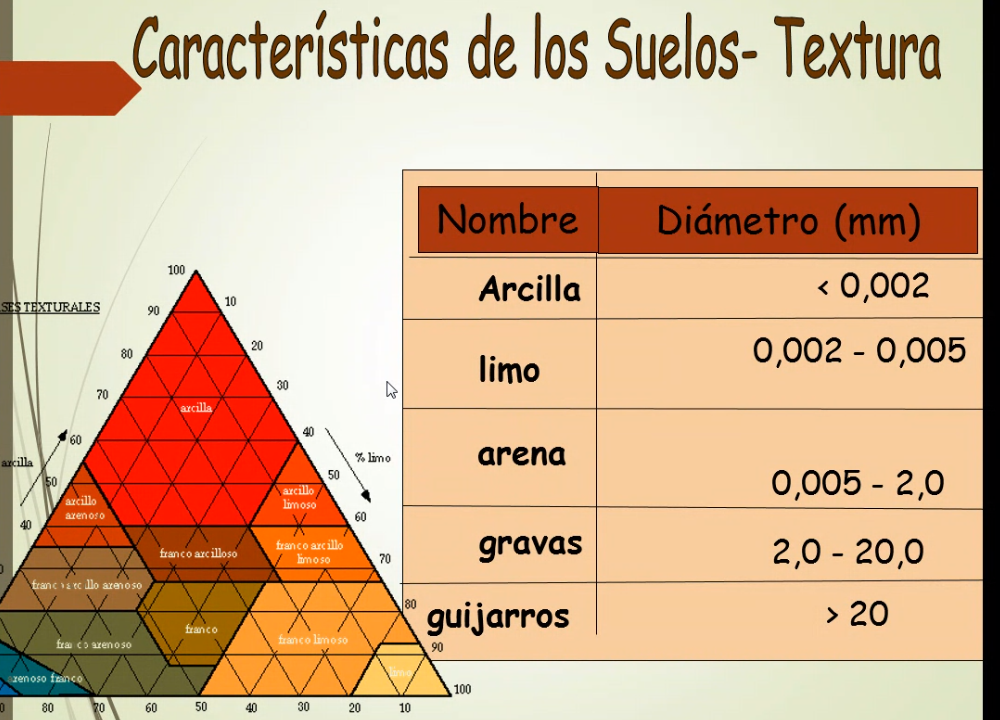 Características de los Suelos- Textura
Nombre Diámetro (mm)
Arcilla < 0,002
limo 0,002 - 0,005
arena 0,005 - 2,0
gravas 2,0 - 20,0
guijarros > 20
TEXTURALES
100
90 10
80 20
70 30
60 40
50 50
40 60
70
80
90
100
arcilla
% limo
arcilla
arcillo
arenoso
arcillo
limoso
franco arcilloso
franco arcillo
limoso
franco arcillo arenoso
franco
franco arenoso
franco limoso
limo
arenoso franco
80 70 60 50 40 30 20 10